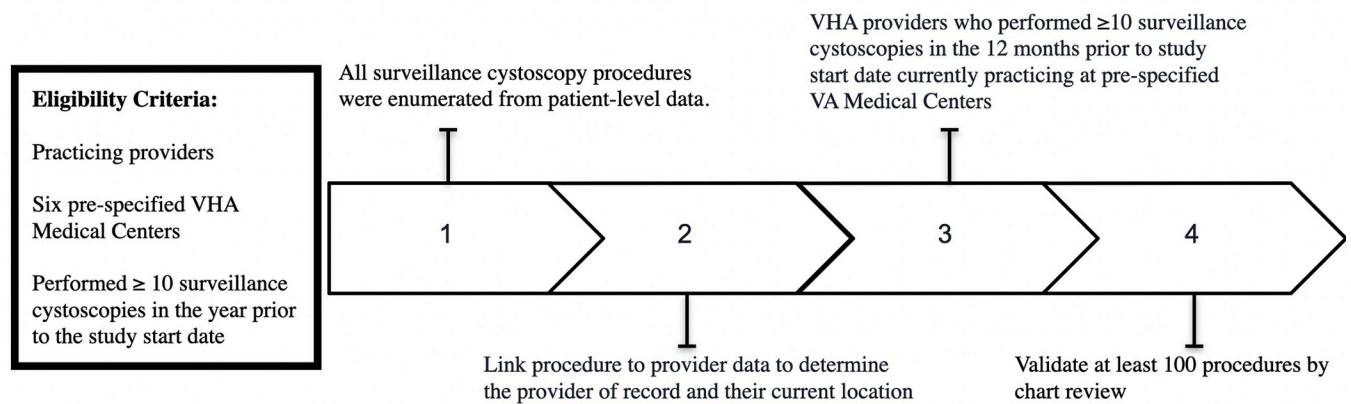 Eligibility Criteria:
Practicing providers
Six pre-specified VHA
Medical Centers
Performed ≥ 10 surveillance
cystoscopies in the year prior
to the study start date
All surveillance cystoscopy procedures
were enumerated from patient-level data.
VHA providers who performed ≥10 surveillance
cystoscopies in the 12 months prior to study
start date currently practicing at pre-specified
VA Medical Centers
1
2
3
4
Link procedure to provider data to determine
the provider of record and their current location
Validate at least 100 procedures by
chart review